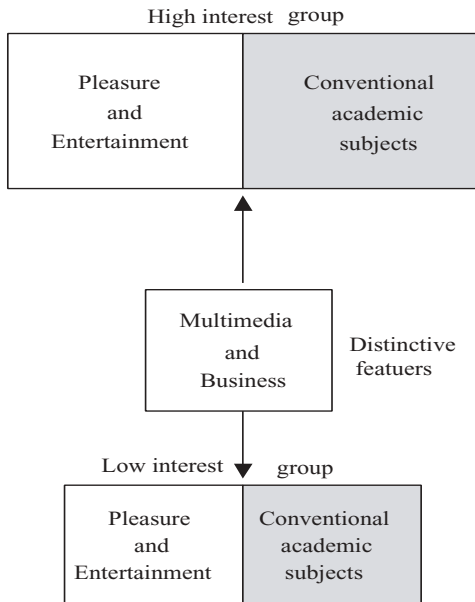 High interest group
Pleasure
and
Entertainment
Conventional
academic
subjects
Multimedia
and
Business
Distinctive
featuers
Low interest group
Pleasure
and
Entertainment
Conventional
academic
subjects